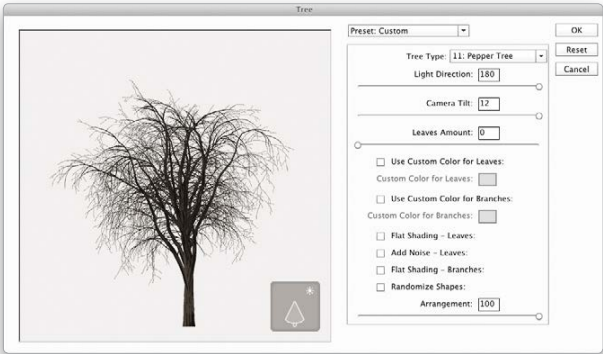 Tree
Preset: Custom
OK
Reset
Cancel
Tree Type: 11: Pepper Tree
Light Direction: 180
Camera Tilt: 12
Leaves Amount: 0
Use Custom Color for Leaves:
Custom Color for Leaves:
Use Custom Color for Branches:
Custom Color for Branches:
Flat Shading - Leaves:
Add Noise - Leaves:
Flat Shading - Branches:
Randomize Shapes:
Arrangement: 100